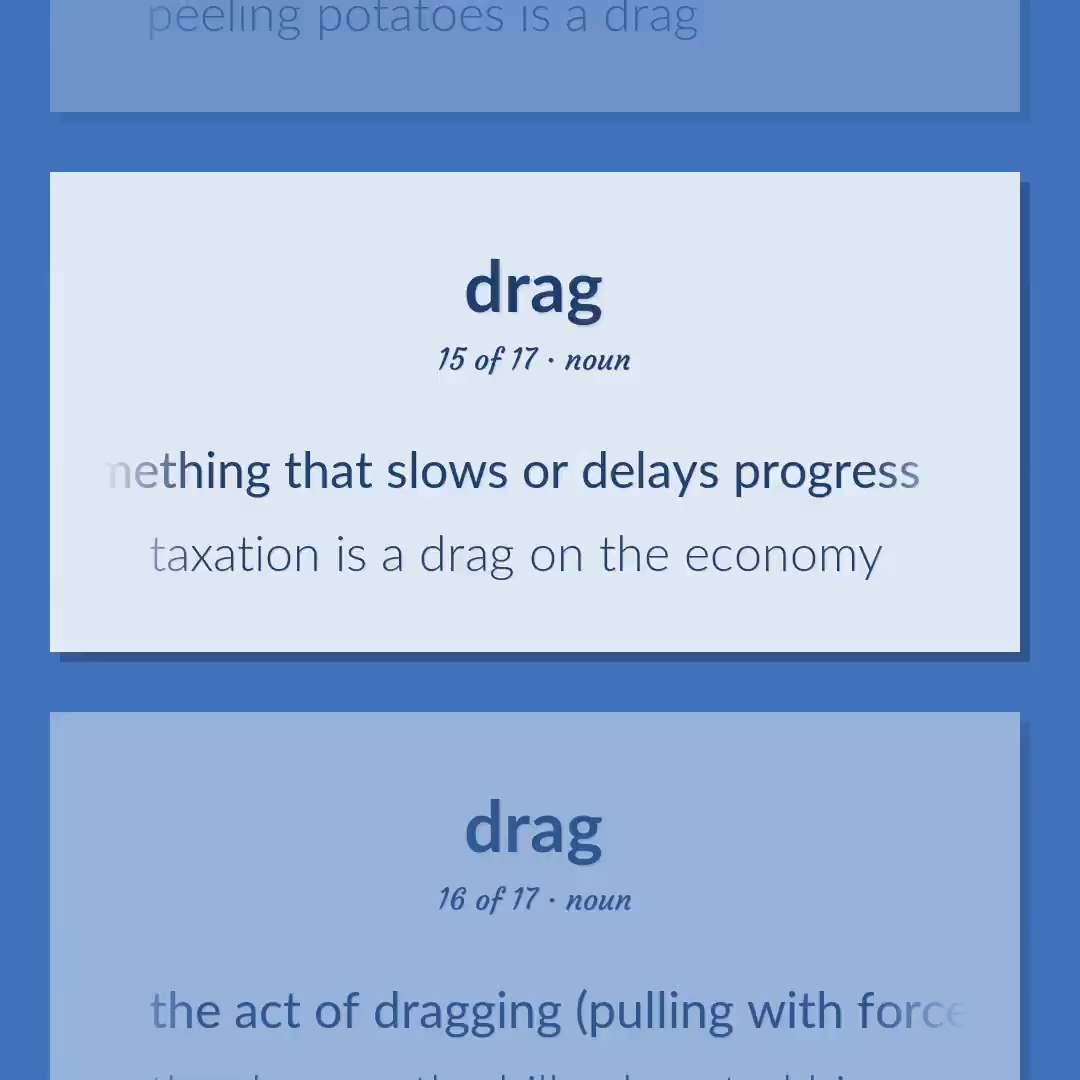 peeling potatoes is a drag
drag
15 of 17 · noun
that slows or delays progress
taxation is a drag on the economy
drag
16 of 17 · noun
the act of dragging (pulling with force